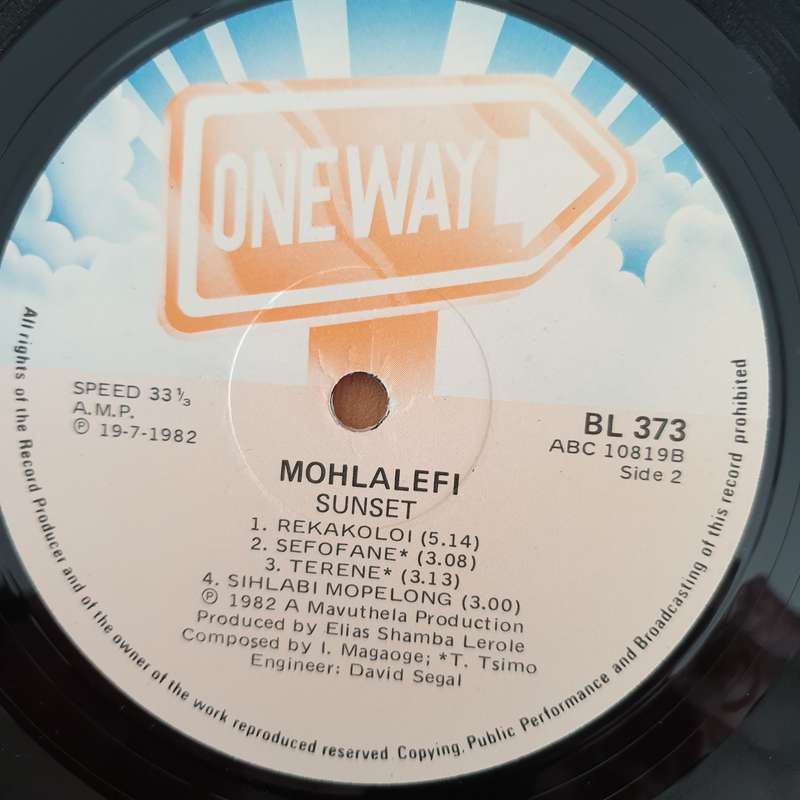 ONE WAY
SPEED 33⅓
A.M.P.
Ⓟ 19-7-1982
BL 373
ABC 10819B
Side 2
MOHLALEFI
SUNSET
1. REKAKOLOI (5.14)
2. SEFOFANE* (3.08)
3. TERENE* (3.13)
4. SIHLABI MOPELONG (3.00)
Ⓟ 1982 A Mavuthela Production
Produced by Elias Shamba Lerole
Composed by I. Magaoge; *T. Tsimo
Engineer: David Segal
All rights of the Record Producer and of the owner of the work reproduced reserved Copying, Public Performance and Broadcasting of this record prohibited